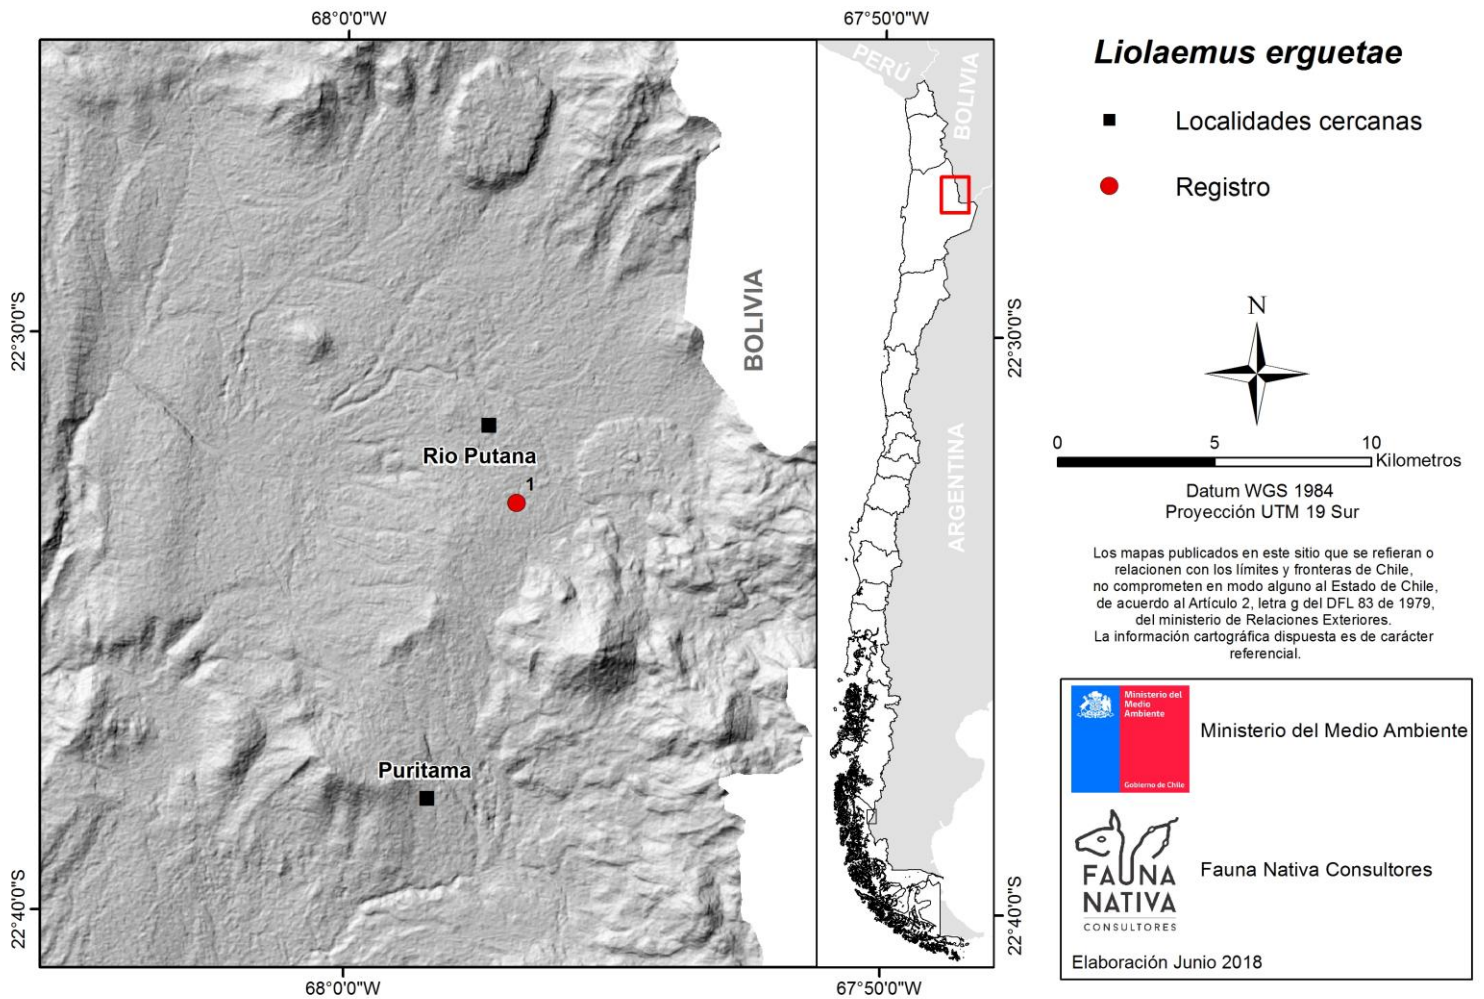 68°0'0"W
67°50'0"W
22°30'0"S
22°40'0"S
BOLIVIA
Rio Putana
1
Puritama
68°0'0"W
67°50'0"W
PERÚ
BOLIVIA
ARGENTINA
22°30'0"S
22°40'0"S
Liolaemus erguetae
Localidades cercanas
Registro
N
0 5 10
Kilometros
Datum WGS 1984
Proyección UTM 19 Sur
Los mapas publicados en este sitio que se refieran o
relacionen con los límites y fronteras de Chile,
no comprometen en modo alguno al Estado de Chile,
de acuerdo al Artículo 2, letra g del DFL 83 de 1979,
del ministerio de Relaciones Exteriores.
La información cartográfica dispuesta es de carácter
referencial.
Ministerio del
Medio
Ambiente
Gobierno de Chile
Ministerio del Medio Ambiente
FAUNA
NATIVA
CONSULTORES
Fauna Nativa Consultores
Elaboración Junio 2018